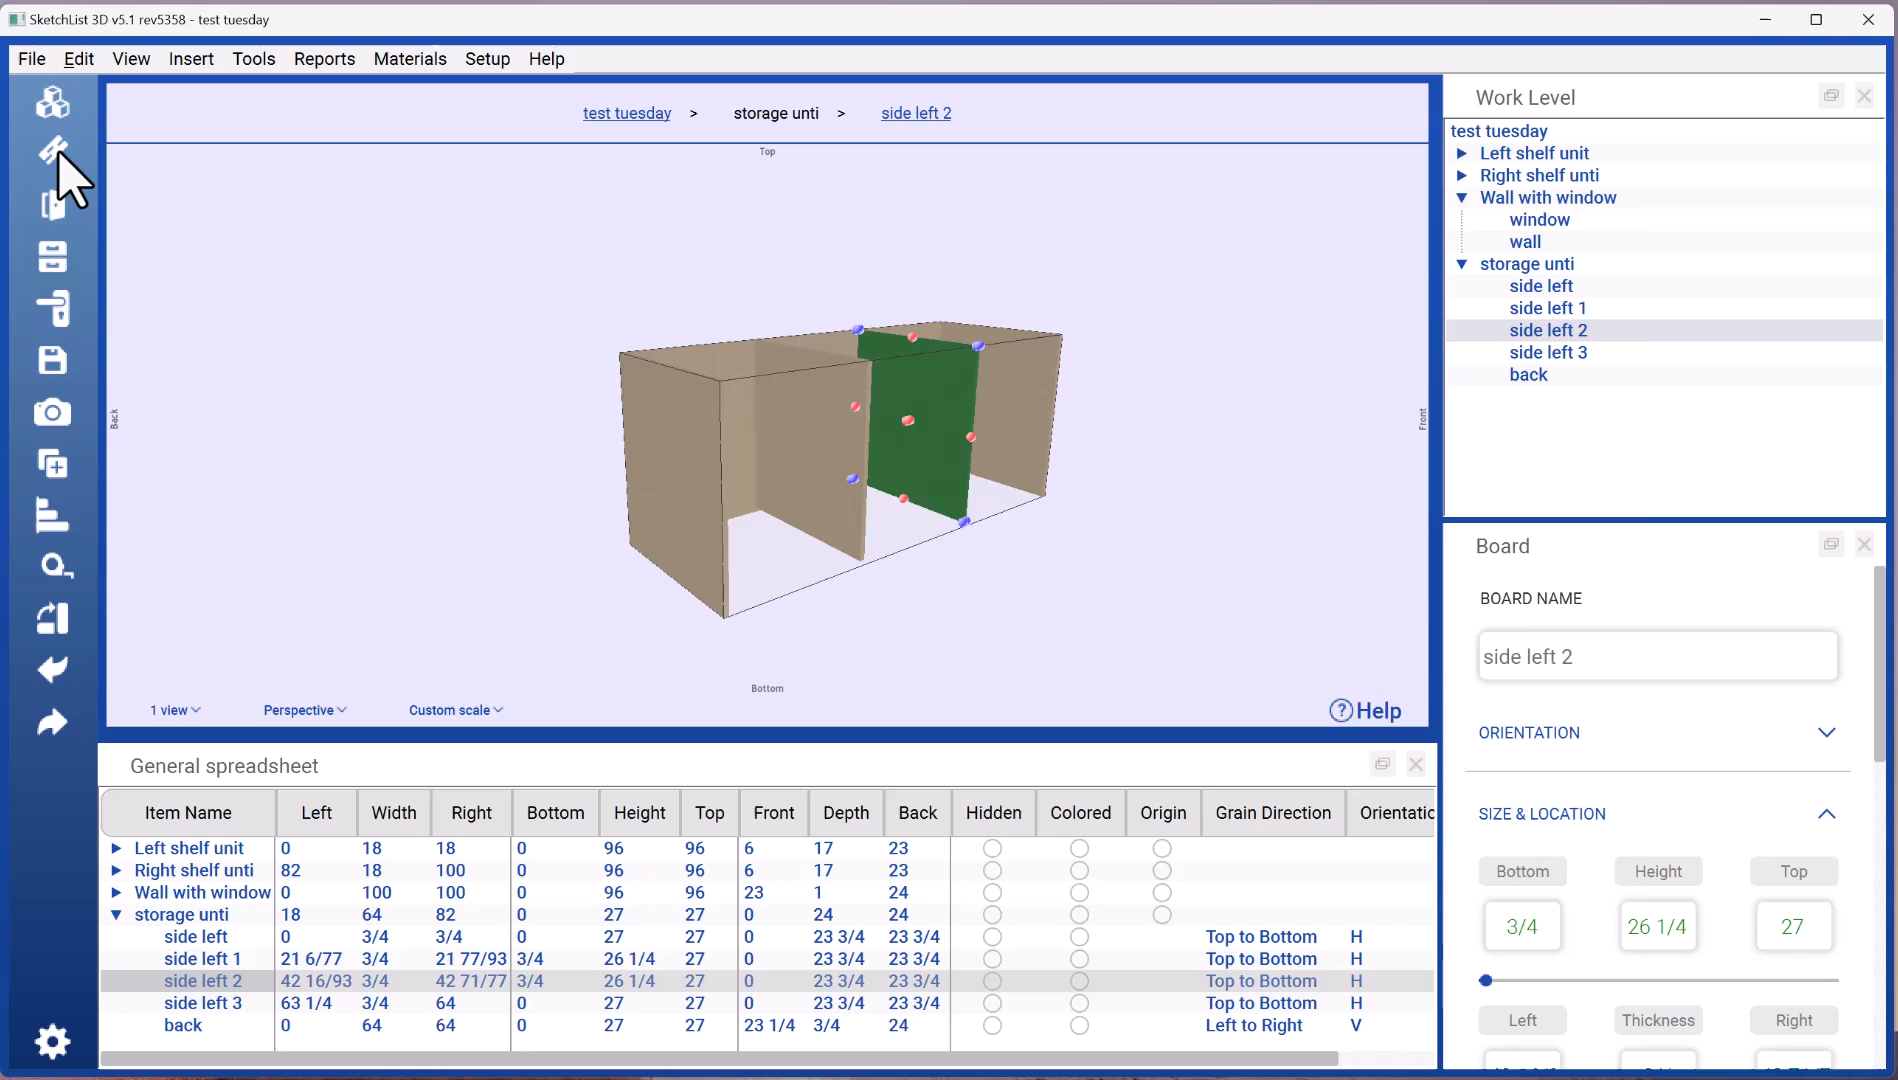 SketchList 3D v5.1 rev5358 - test tuesday
File Edit View Insert Tools Reports Materials Setup Help
test tuesday > storage unti > side left 2
Top
Back
Front
Bottom
1 view Perspective Custom scale
Help
Work Level
test tuesday
Left shelf unit
Right shelf unti
Wall with window
window
wall
storage unti
side left
side left 1
side left 2
side left 3
back
Board
BOARD NAME
side left 2
ORIENTATION
SIZE & LOCATION
Bottom Height Top
3/4 26 1/4 27
Left Thickness Right
General spreadsheet
Item Name Left Width Right Bottom Height Top Front Depth Back Hidden Colored Origin Grain Direction Orientatic
Left shelf unit 0 18 18 0 96 96 6 17 23
Right shelf unti 82 18 100 0 96 96 6 17 23
Wall with window 0 100 100 0 96 96 23 1 24
storage unti 18 64 82 0 27 27 0 24 24
side left 0 3/4 3/4 0 27 27 0 23 3/4 23 3/4 Top to Bottom H
side left 1 21 6/77 3/4 21 77/93 3/4 26 1/4 27 0 23 3/4 23 3/4 Top to Bottom H
side left 2 42 16/93 3/4 42 71/77 3/4 26 1/4 27 0 23 3/4 23 3/4 Top to Bottom H
side left 3 63 1/4 3/4 64 0 27 27 0 23 3/4 23 3/4 Top to Bottom H
back 0 64 64 0 27 27 23 1/4 3/4 24 Left to Right V